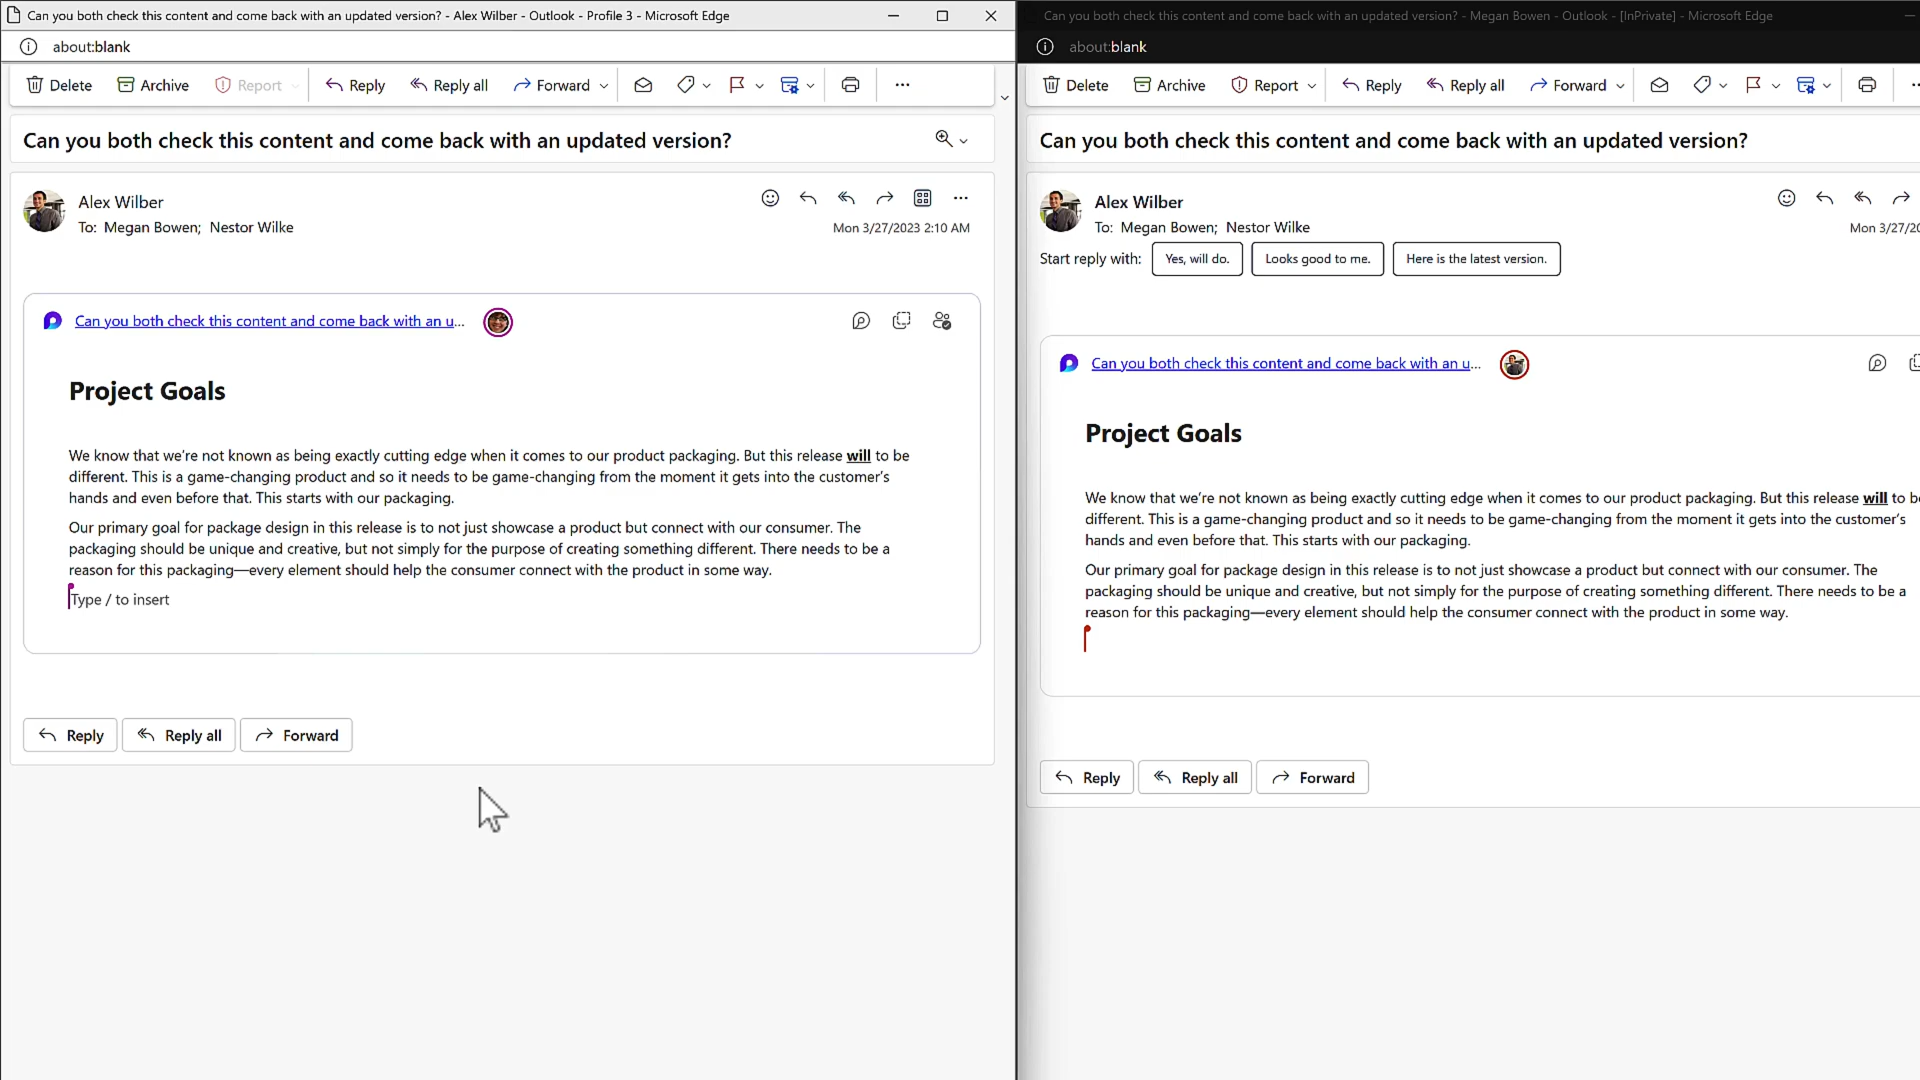 Can you both check this content and come back with an updated version? - Alex Wilber - Outlook - Profile 3 - Microsoft Edge
about:blank
Delete Archive Report Reply Reply all Forward
Can you both check this content and come back with an updated version?
Alex Wilber
To: Megan Bowen; Nestor Wilke
Mon 3/27/2023 2:10 AM
Can you both check this content and come back with an u...
Project Goals
We know that we're not known as being exactly cutting edge when it comes to our product packaging. But this release will to be
different. This is a game-changing product and so it needs to be game-changing from the moment it gets into the customer's
hands and even before that. This starts with our packaging.
Our primary goal for package design in this release is to not just showcase a product but connect with our consumer. The
packaging should be unique and creative, but not simply for the purpose of creating something different. There needs to be a
reason for this packaging—every element should help the consumer connect with the product in some way.
Type / to insert
Reply Reply all Forward
Can you both check this content and come back with an updated version? - Megan Bowen - Outlook - [InPrivate] - Microsoft Edge
about:blank
Delete Archive Report Reply Reply all Forward
Can you both check this content and come back with an updated version?
Alex Wilber
To: Megan Bowen; Nestor Wilke
Mon 3/27/20
Start reply with: Yes, will do. Looks good to me. Here is the latest version.
Can you both check this content and come back with an u...
Project Goals
We know that we're not known as being exactly cutting edge when it comes to our product packaging. But this release will to be
different. This is a game-changing product and so it needs to be game-changing from the moment it gets into the customer's
hands and even before that. This starts with our packaging.
Our primary goal for package design in this release is to not just showcase a product but connect with our consumer. The
packaging should be unique and creative, but not simply for the purpose of creating something different. There needs to be a
reason for this packaging—every element should help the consumer connect with the product in some way.
Reply Reply all Forward